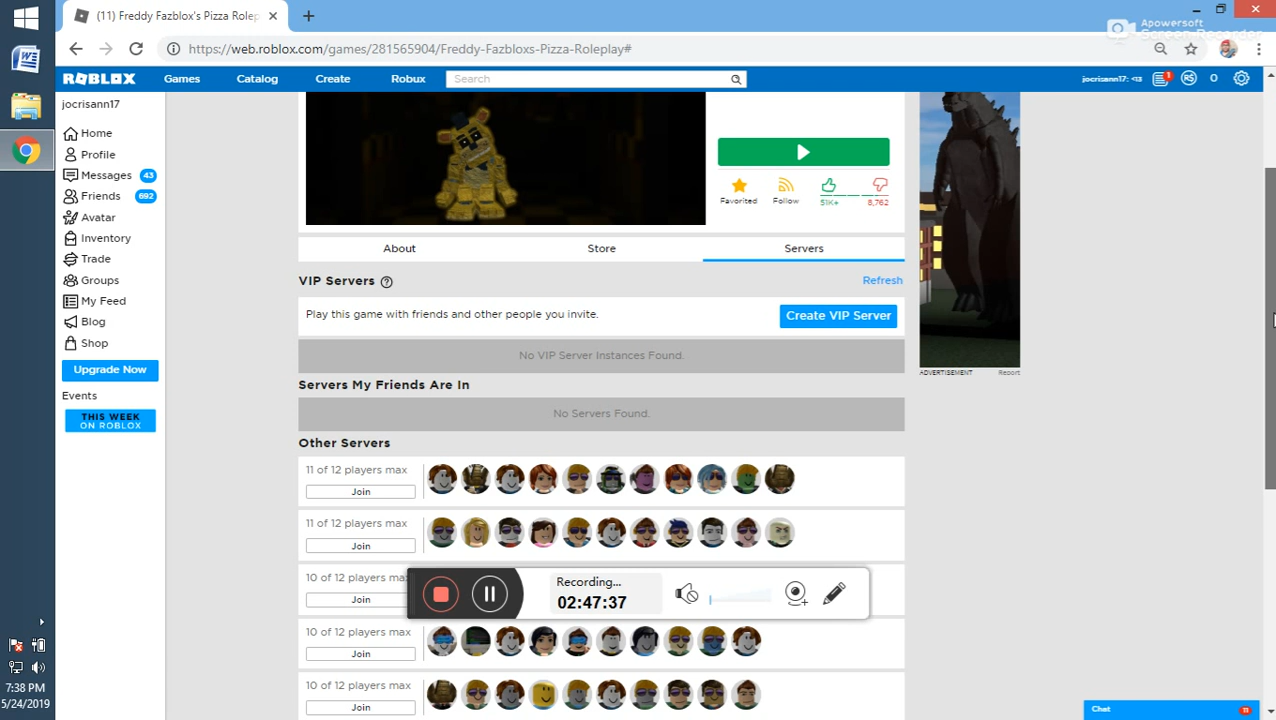 (11) Freddy Fazblox's Pizza Rolep
Apowersoft
Screen Recorder
https://web.roblox.com/games/281565904/Freddy-Fazbloxs-Pizza-Roleplay#
ROBLOX Games Catalog Create Robux Search jocrisann17: <13 1 R$ 0
jocrisann17
Home
Profile
Messages 43
Friends 692
Avatar
Inventory
Trade
Groups
My Feed
Blog
Shop
Upgrade Now
Events
THIS WEEK
ON ROBLOX
Favorited Follow 51K+ 8,762
About Store Servers
VIP Servers ? Refresh
Play this game with friends and other people you invite. Create VIP Server
No VIP Server Instances Found.
ADVERTISEMENT Report
Servers My Friends Are In
No Servers Found.
Other Servers
11 of 12 players max
Join
11 of 12 players max
Join
10 of 12 players ma
Join
Recording...
02:47:37
10 of 12 players max
Join
10 of 12 players max
Join
Chat 11
7:38 PM
5/24/2019